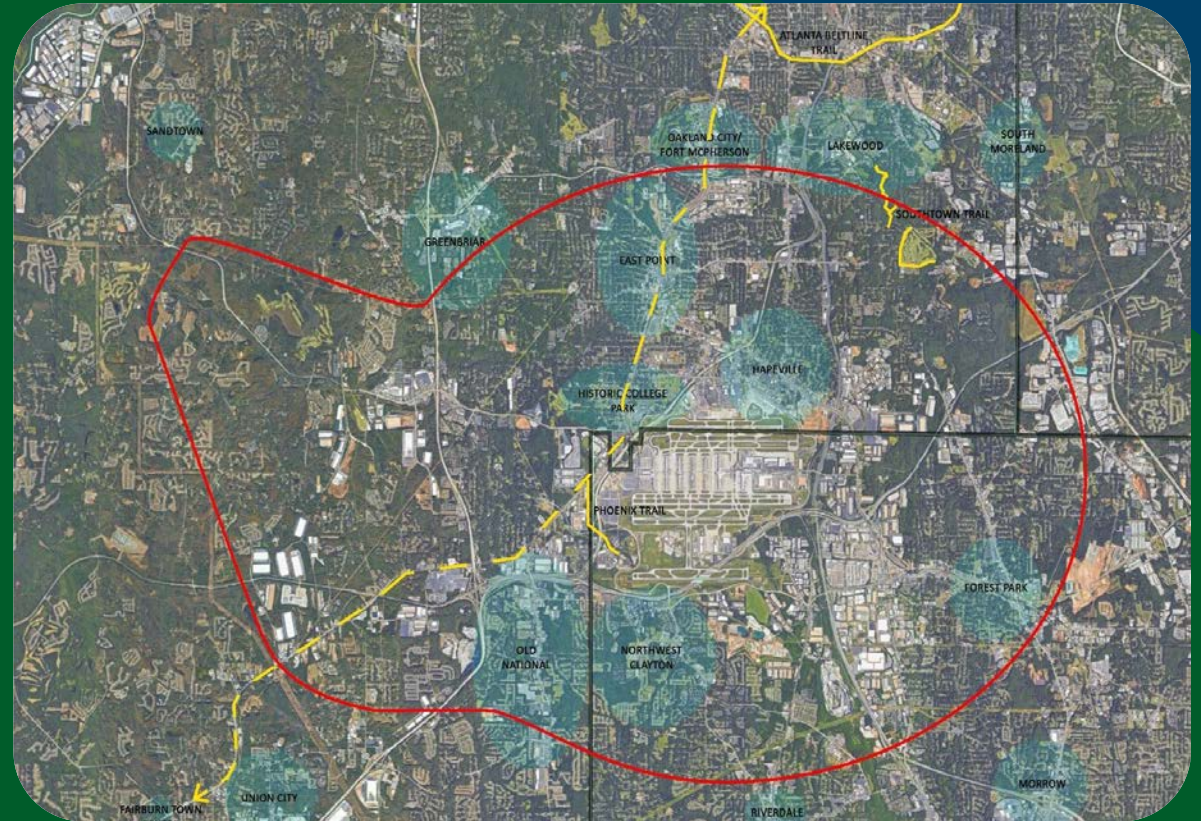 ATLANTA BELTLINE
TRAIL
SANDTOWN
OAKLAND CITY/
FORT MCPHERSON
LAKEWOOD
SOUTH
MORELAND
SOUTHTOWN TRAIL
GREENBRIAR
EAST POINT
HAPEVILLE
HISTORIC COLLEGE
PARK
PHOENIX TRAIL
FOREST PARK
OLD
NATIONAL
NORTHWEST
CLAYTON
MORROW
UNION CITY
FAIRBURN TOWN
RIVERDALE